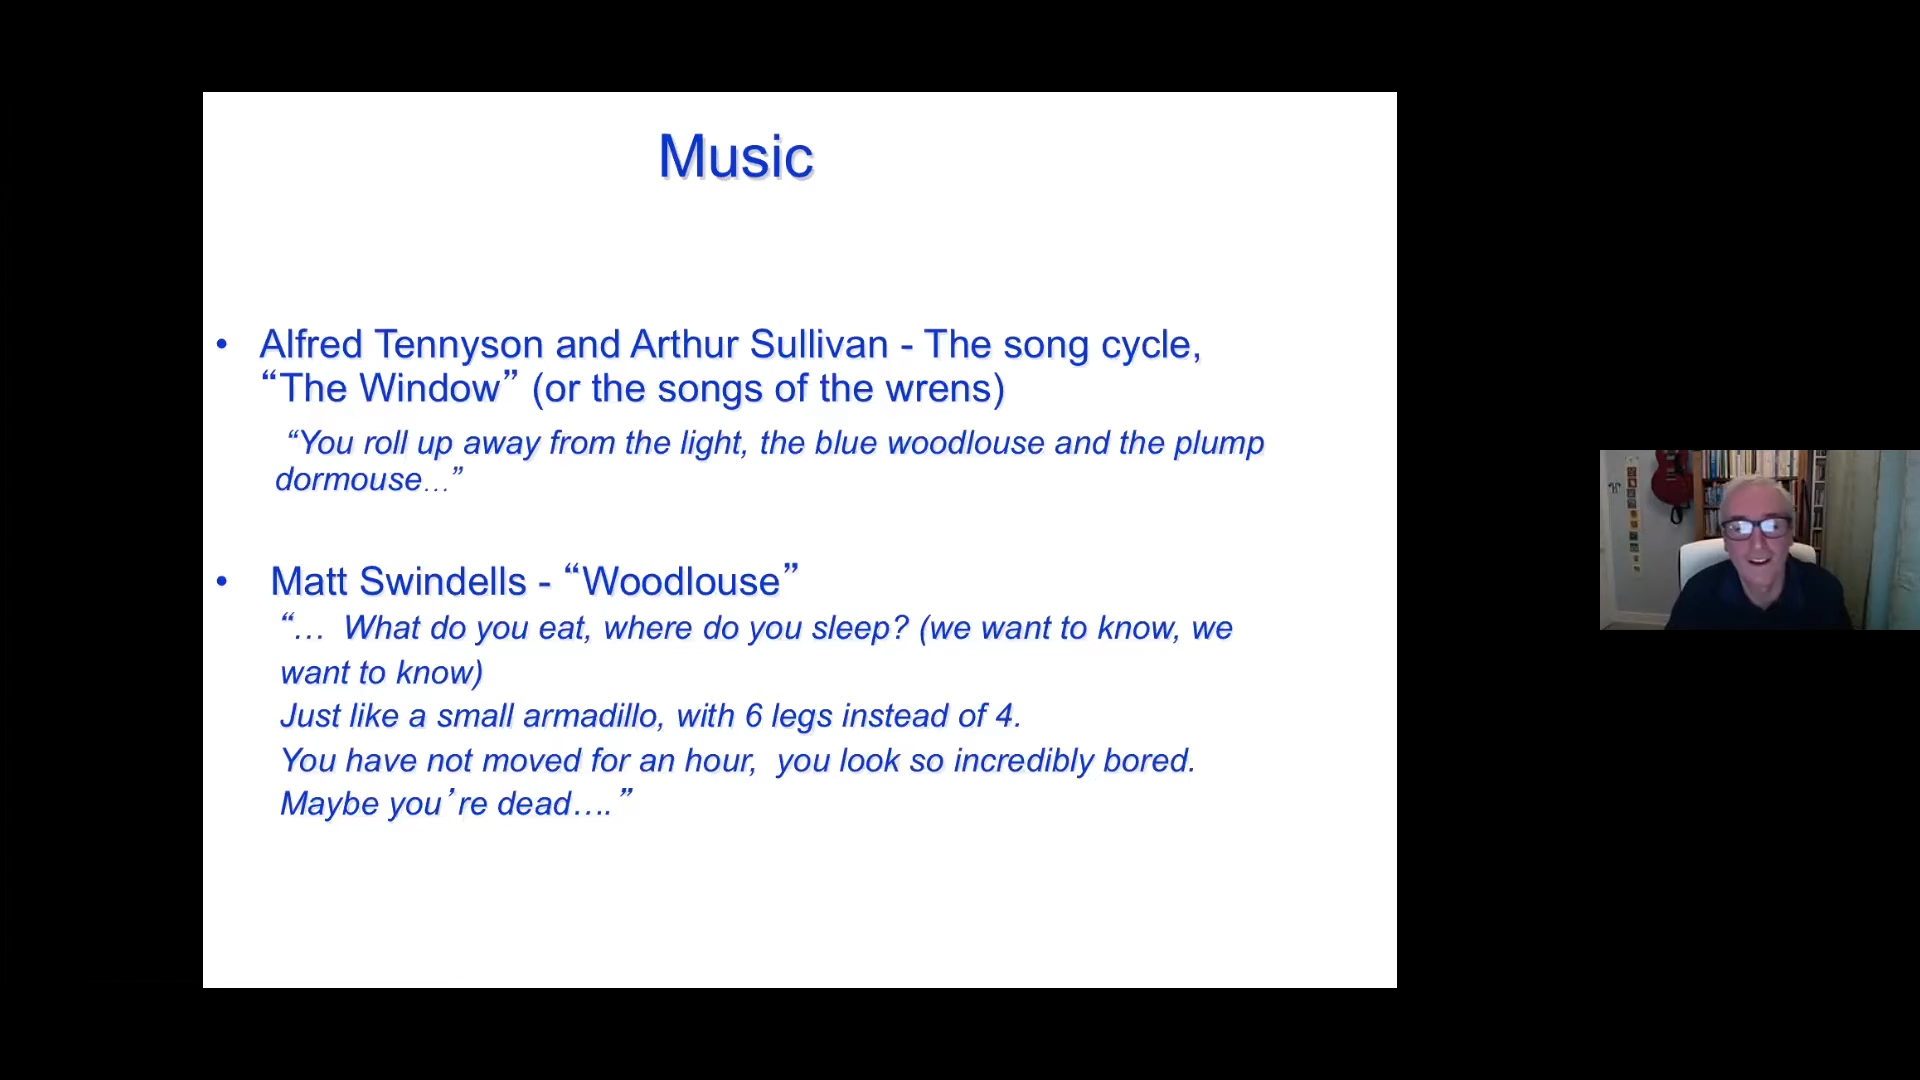 Music
• Alfred Tennyson and Arthur Sullivan - The song cycle,
“The Window” (or the songs of the wrens)
“You roll up away from the light, the blue woodlouse and the plump
dormouse…”
• Matt Swindells - “Woodlouse”
“… What do you eat, where do you sleep? (we want to know, we
want to know)
Just like a small armadillo, with 6 legs instead of 4.
You have not moved for an hour, you look so incredibly bored.
Maybe you’re dead….”